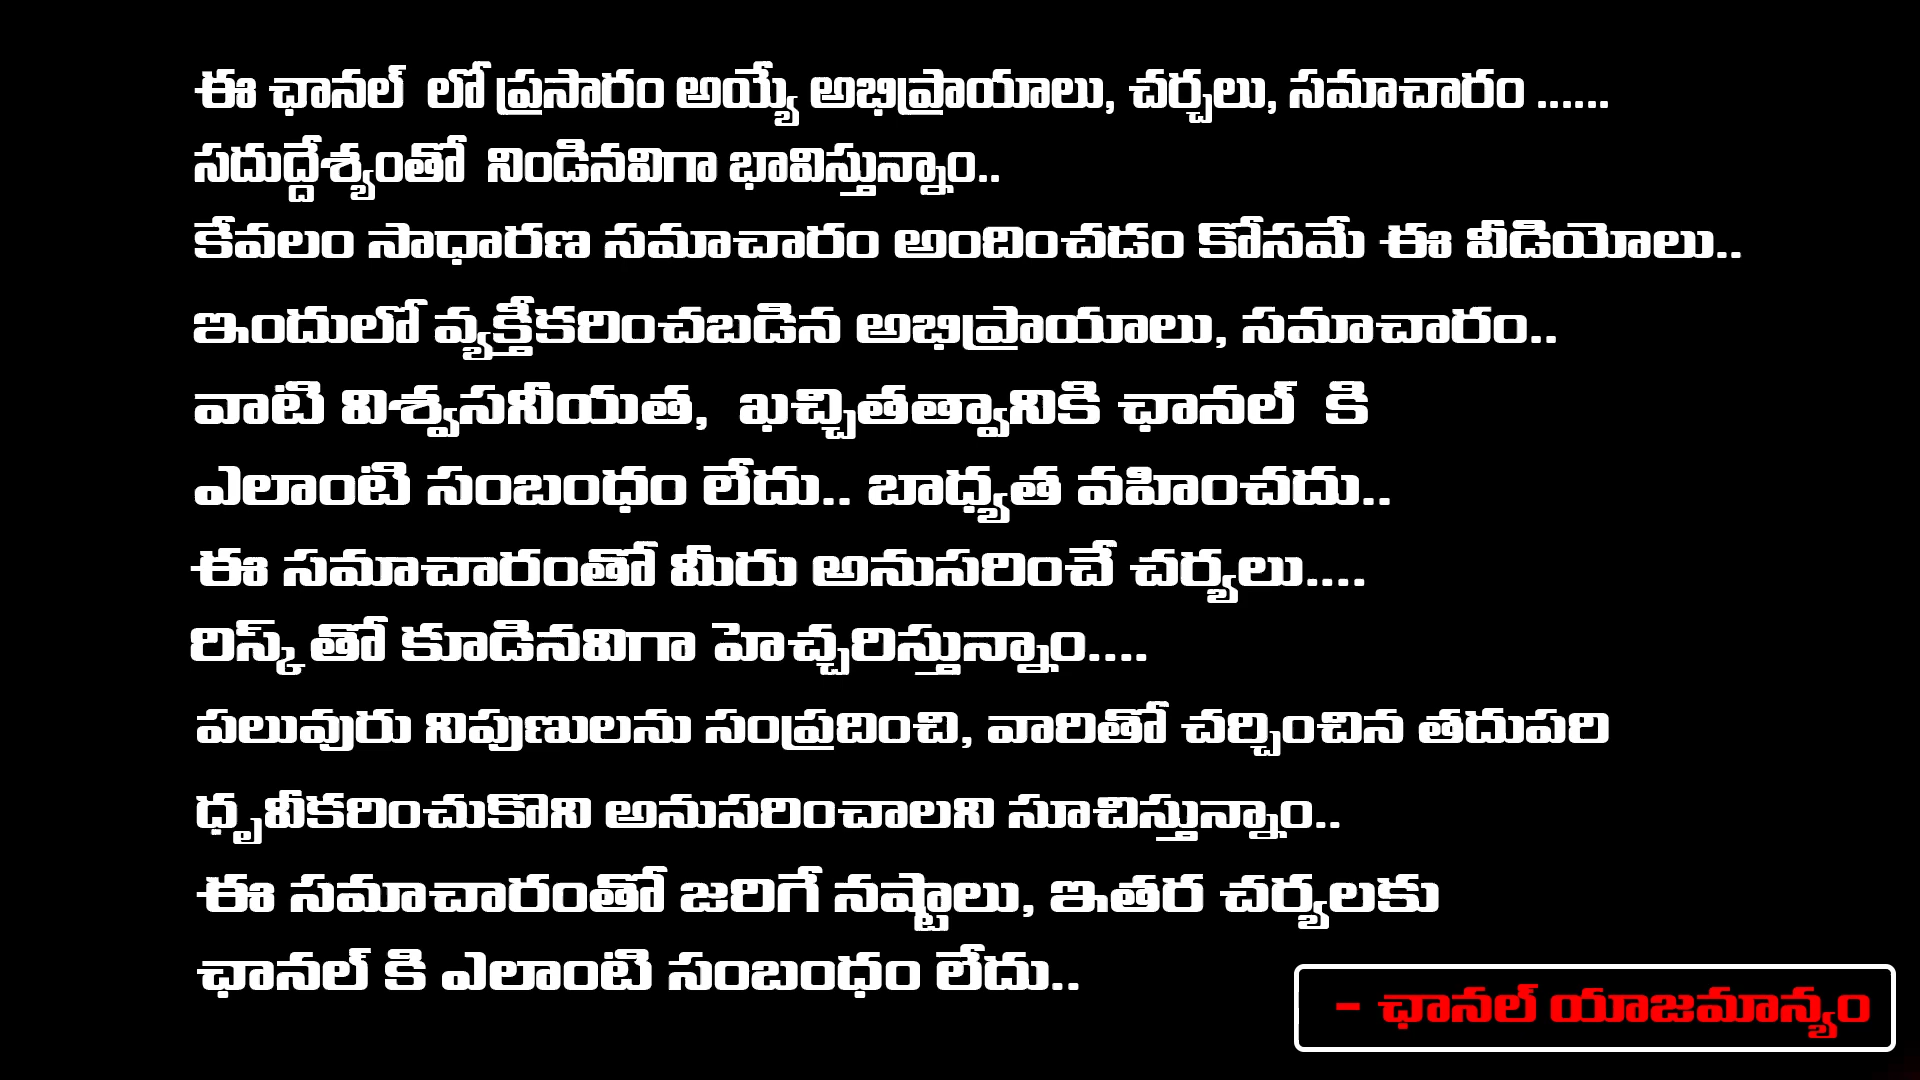 ఈ ఛానల్ లో ప్రసారం అయ్యే అభిప్రాయాలు, చర్చలు, సమాచారం ......
సదుద్దేశ్యంతో నిండినవిగా భావిస్తున్నాం..
కేవలం సాధారణ సమాచారం అందించడం కోసమే ఈ వీడియోలు..
ఇందులో వ్యక్తీకరించబడిన అభిప్రాయాలు, సమాచారం..
వాటి విశ్వసనీయత, ఖచ్చితత్వానికి ఛానల్ కి
ఎలాంటి సంబంధం లేదు.. బాధ్యత వహించదు..
ఈ సమాచారంతో మీరు అనుసరించే చర్యలు....
రిస్క్ తో కూడినవిగా హెచ్చరిస్తున్నాం....
పలువురు నిపుణులను సంప్రదించి, వారితో చర్చించిన తదుపరి
ధృవీకరించుకొని అనుసరించాలని సూచిస్తున్నాం..
ఈ సమాచారంతో జరిగే నష్టాలు, ఇతర చర్యలకు
ఛానల్ కి ఎలాంటి సంబంధం లేదు..
- ఛానల్ యాజమాన్యం